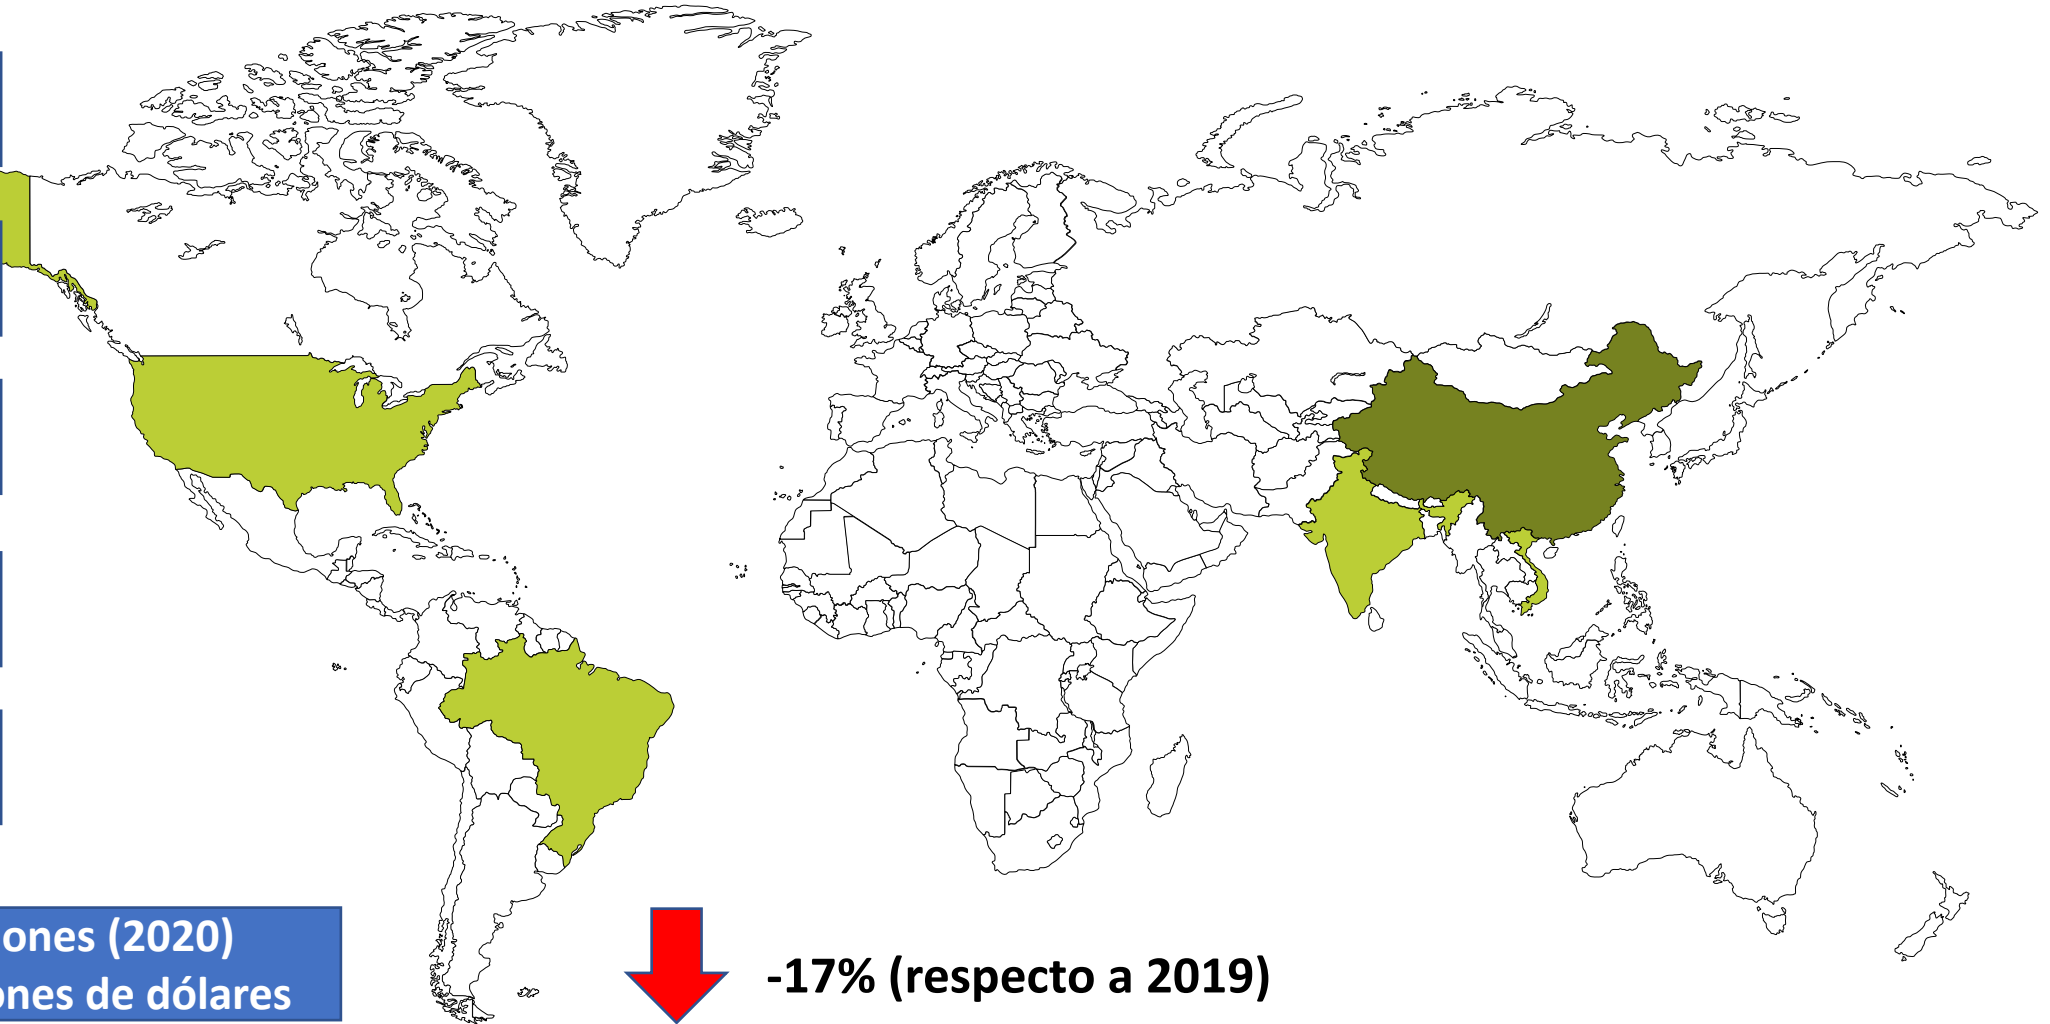 ones (2020)
ones de dólares
-17% (respecto a 2019)